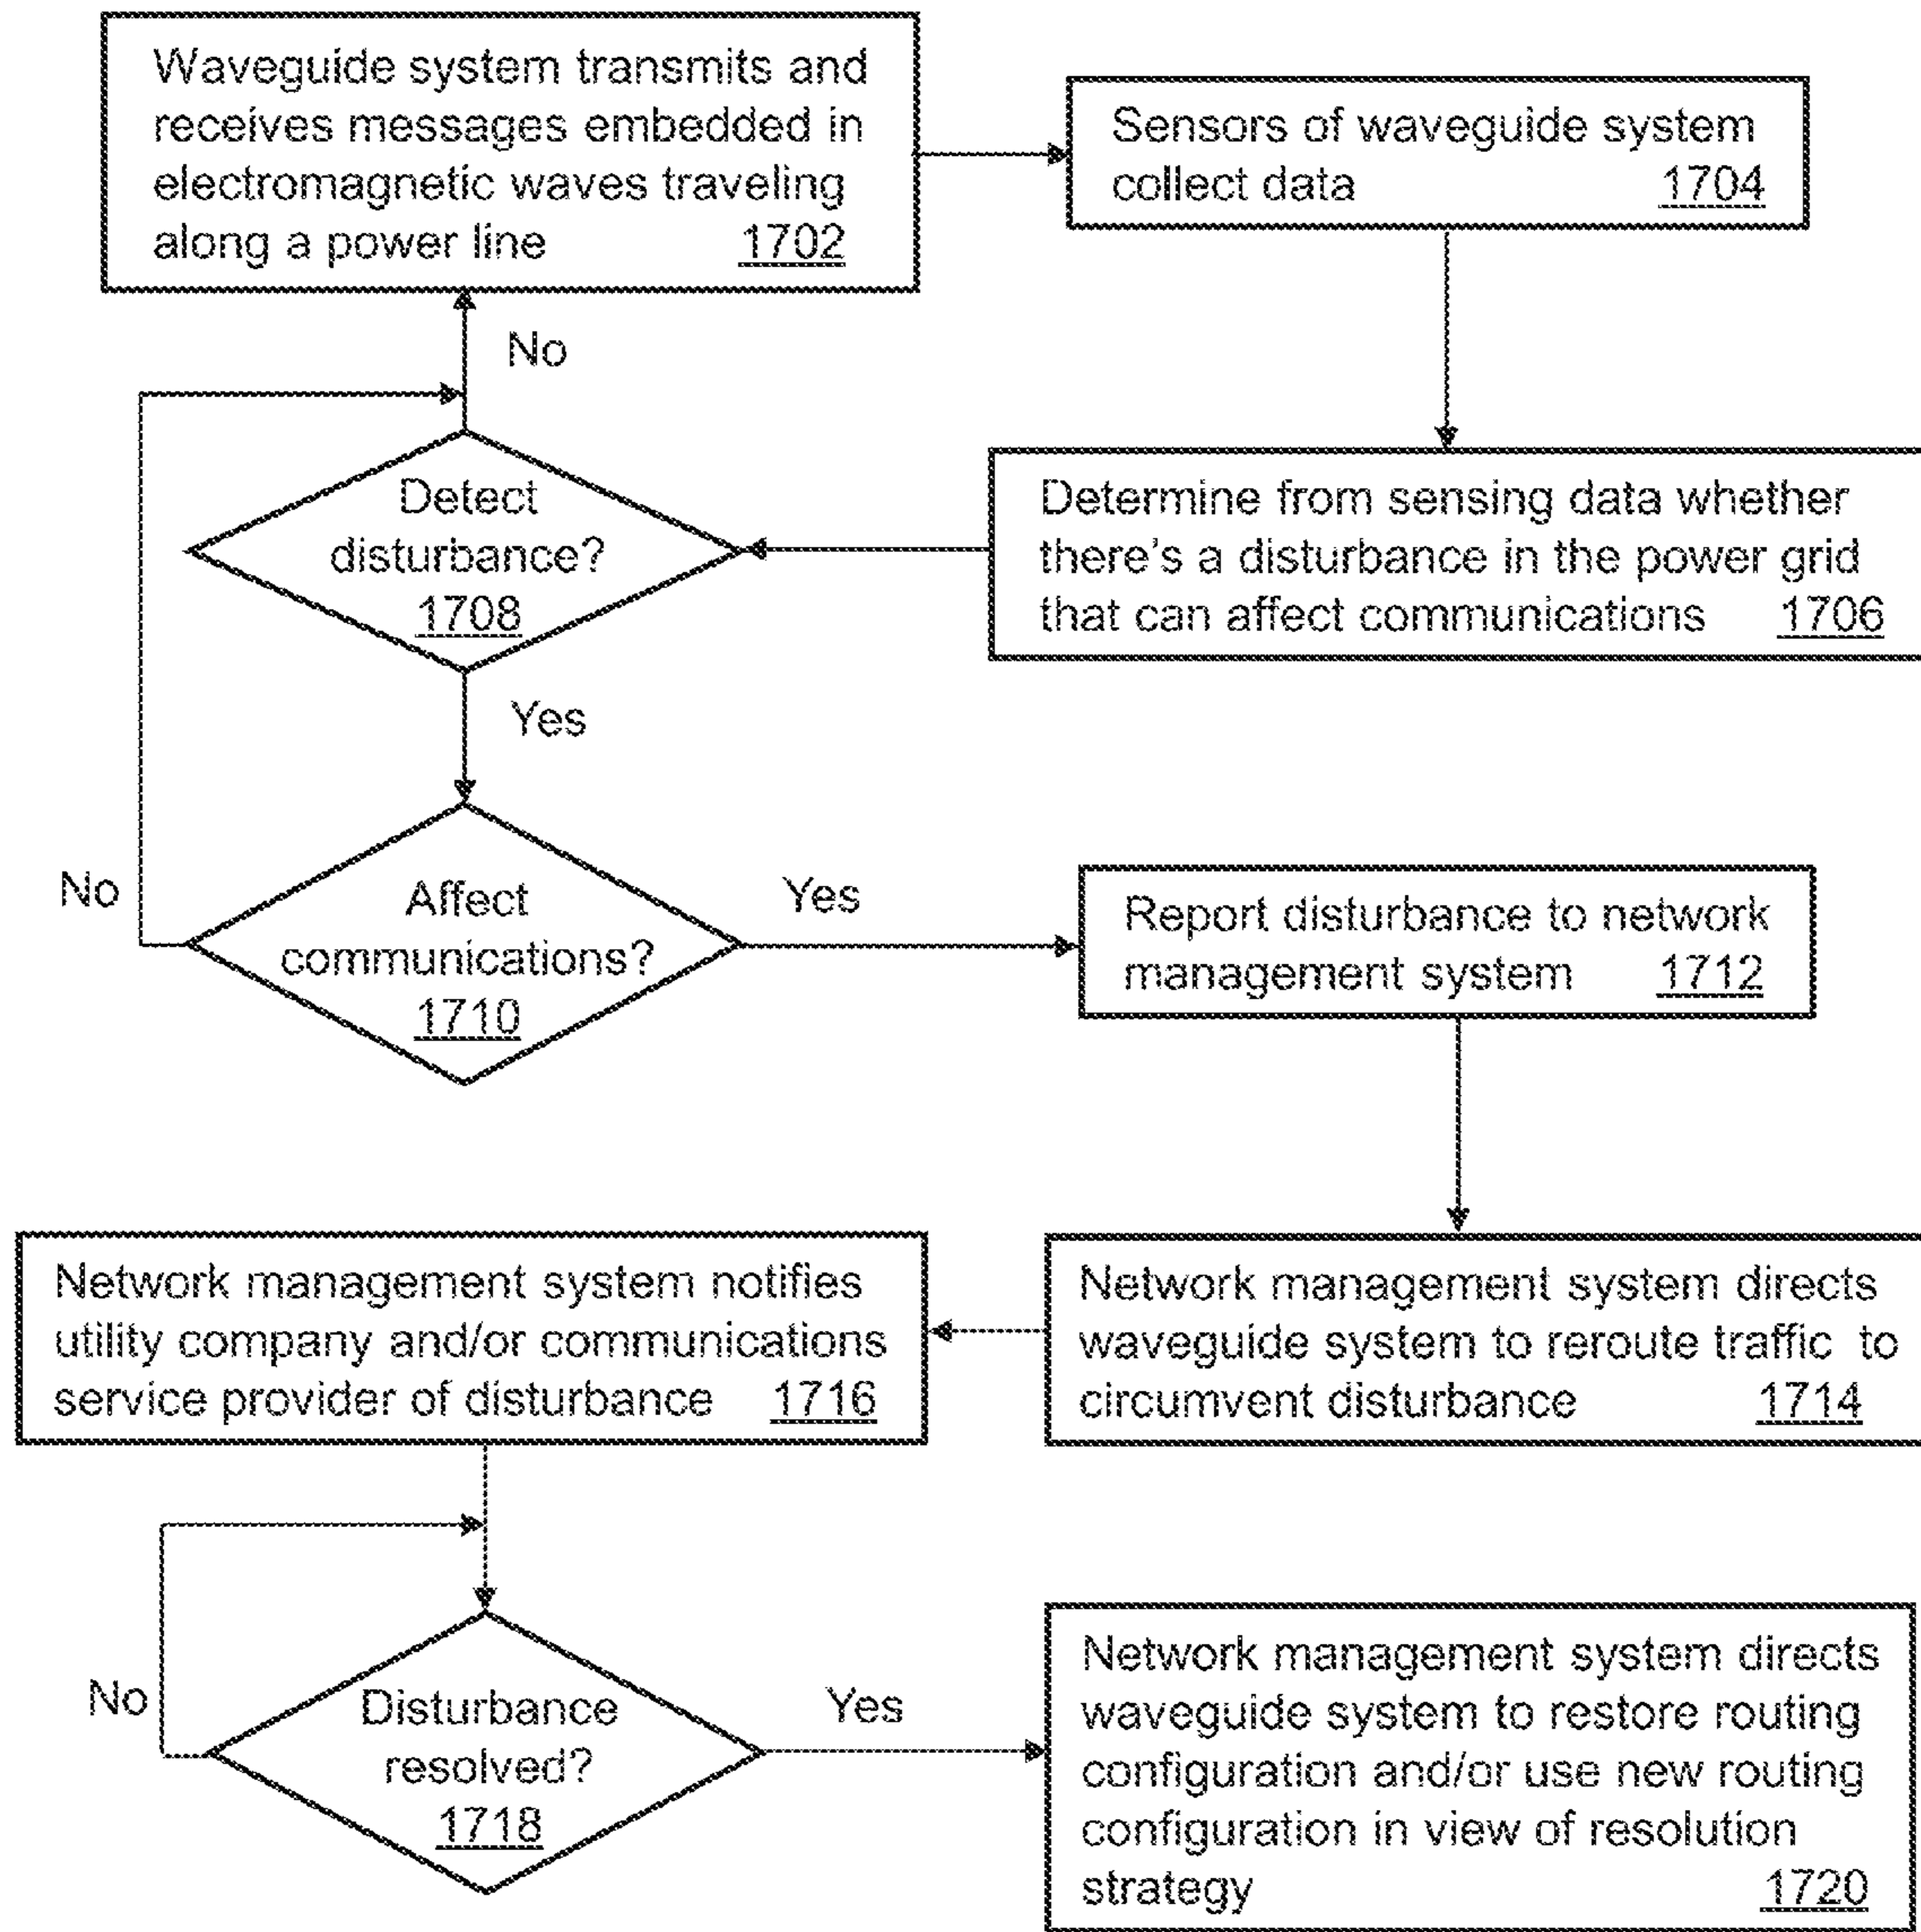 Waveguide system transmits and
receives messages embedded in
electromagnetic waves traveling
along a power line 1702
Sensors of waveguide system
collect data 1704
No
Detect
disturbance?
1708
Determine from sensing data whether
there's a disturbance in the power grid
that can affect communications 1706
Yes
No
Affect
communications?
1710
Yes
Report disturbance to network
management system 1712
Network management system notifies
utility company and/or communications
service provider of disturbance 1716
Network management system directs
waveguide system to reroute traffic to
circumvent disturbance 1714
No
Disturbance
resolved?
1718
Yes
Network management system directs
waveguide system to restore routing
configuration and/or use new routing
configuration in view of resolution
strategy 1720